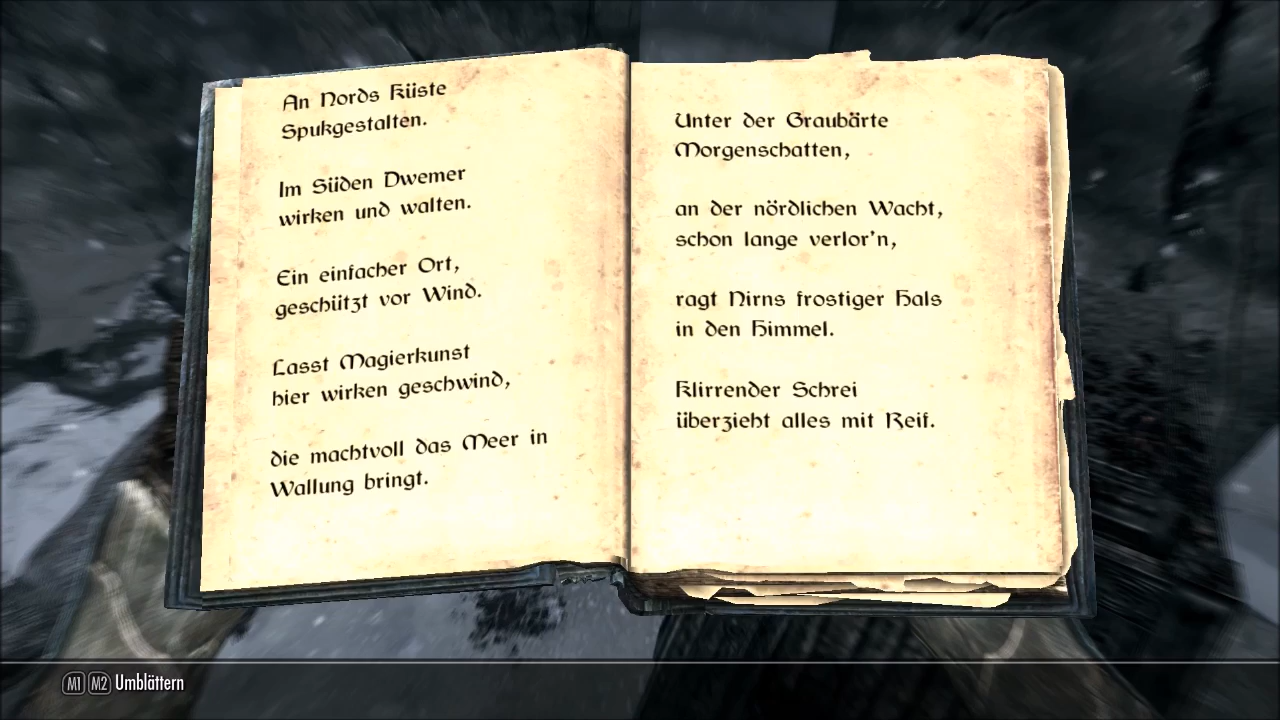 An Nords Küste
Spukgestalten.
Im Süden Dwemer
wirken und walten.
Ein einfacher Ort,
geschützt vor Wind.
Lasst Magierkunst
hier wirken geschwind,
die machtvoll das Meer in
Wallung bringt.
Unter der Graubärte
Morgenschatten,
an der nördlichen Wacht,
schon lange verlor'n,
ragt Nirns frostiger Hals
in den Himmel.
Klirrender Schrei
überzieht alles mit Reif.
M1 M2 Umblättern